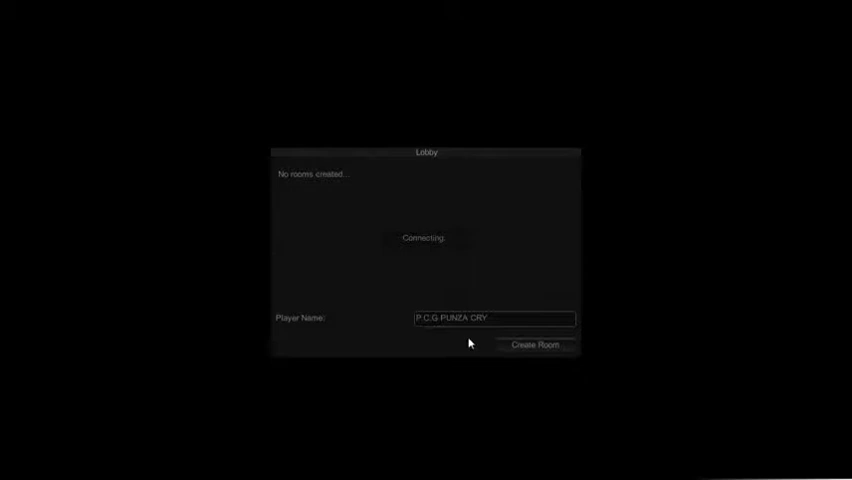 Lobby
No rooms created...
Connecting.
Player Name:
P.C.G PUNZA CRY
Create Room